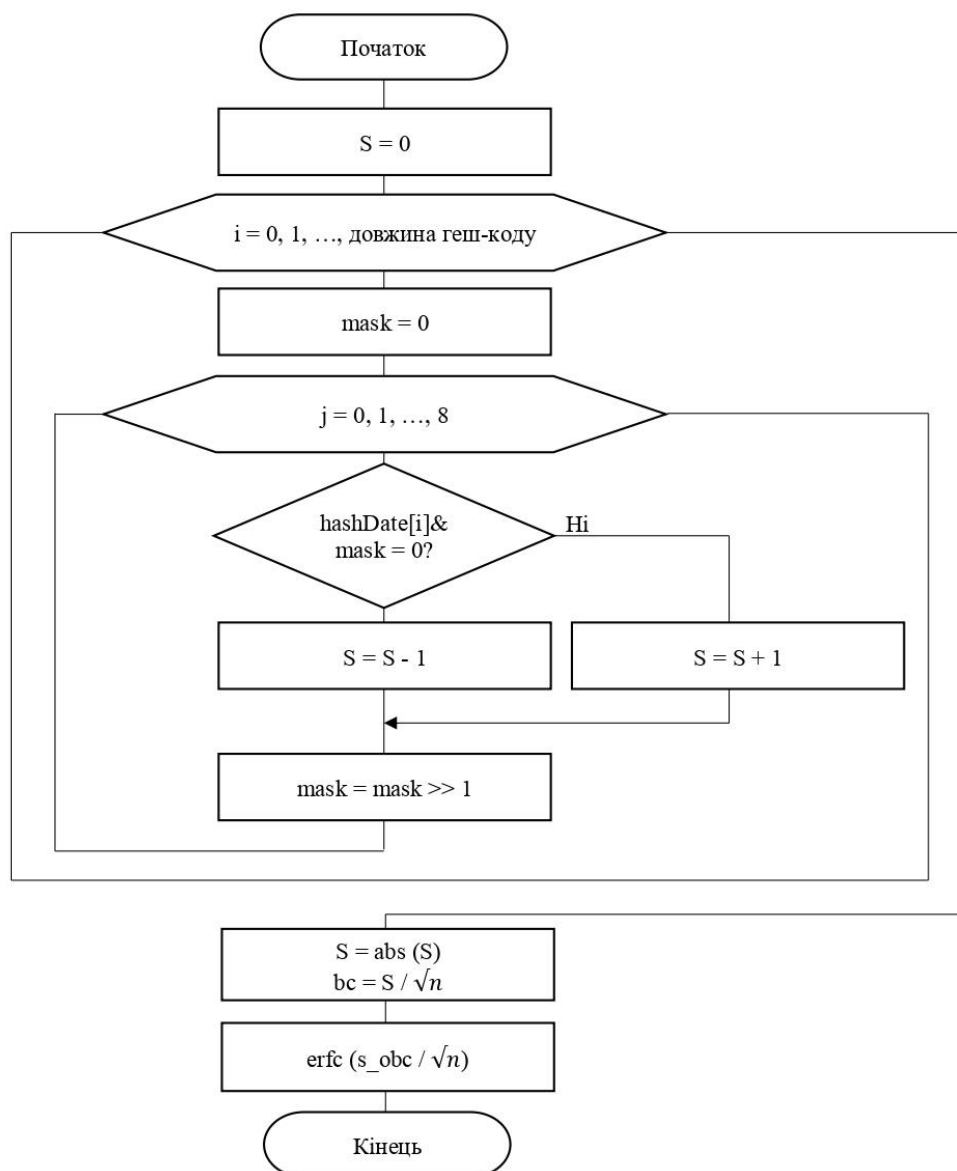 Початок
S = 0
i = 0, 1, …, довжина геш-коду
mask = 0
j = 0, 1, …, 8
hashDate[i]&
mask = 0?
Ні
S = S - 1
S = S + 1
mask = mask >> 1
S = abs (S)
bc = S / √n
erfc (s_obc / √n)
Кінець